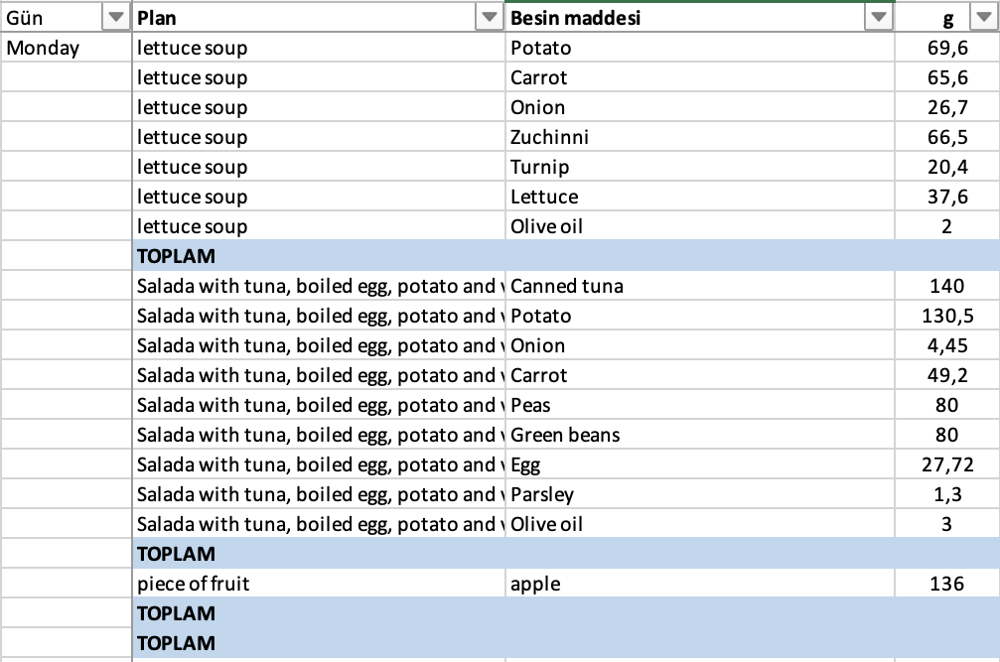 Gün Plan Besin maddesi g
Monday lettuce soup Potato 69,6
lettuce soup Carrot 65,6
lettuce soup Onion 26,7
lettuce soup Zuchinni 66,5
lettuce soup Turnip 20,4
lettuce soup Lettuce 37,6
lettuce soup Olive oil 2
TOPLAM
Salada with tuna, boiled egg, potato and Canned tuna 140
Salada with tuna, boiled egg, potato and Potato 130,5
Salada with tuna, boiled egg, potato and Onion 4,45
Salada with tuna, boiled egg, potato and Carrot 49,2
Salada with tuna, boiled egg, potato and Peas 80
Salada with tuna, boiled egg, potato and Green beans 80
Salada with tuna, boiled egg, potato and Egg 27,72
Salada with tuna, boiled egg, potato and Parsley 1,3
Salada with tuna, boiled egg, potato and Olive oil 3
TOPLAM
piece of fruit apple 136
TOPLAM
TOPLAM